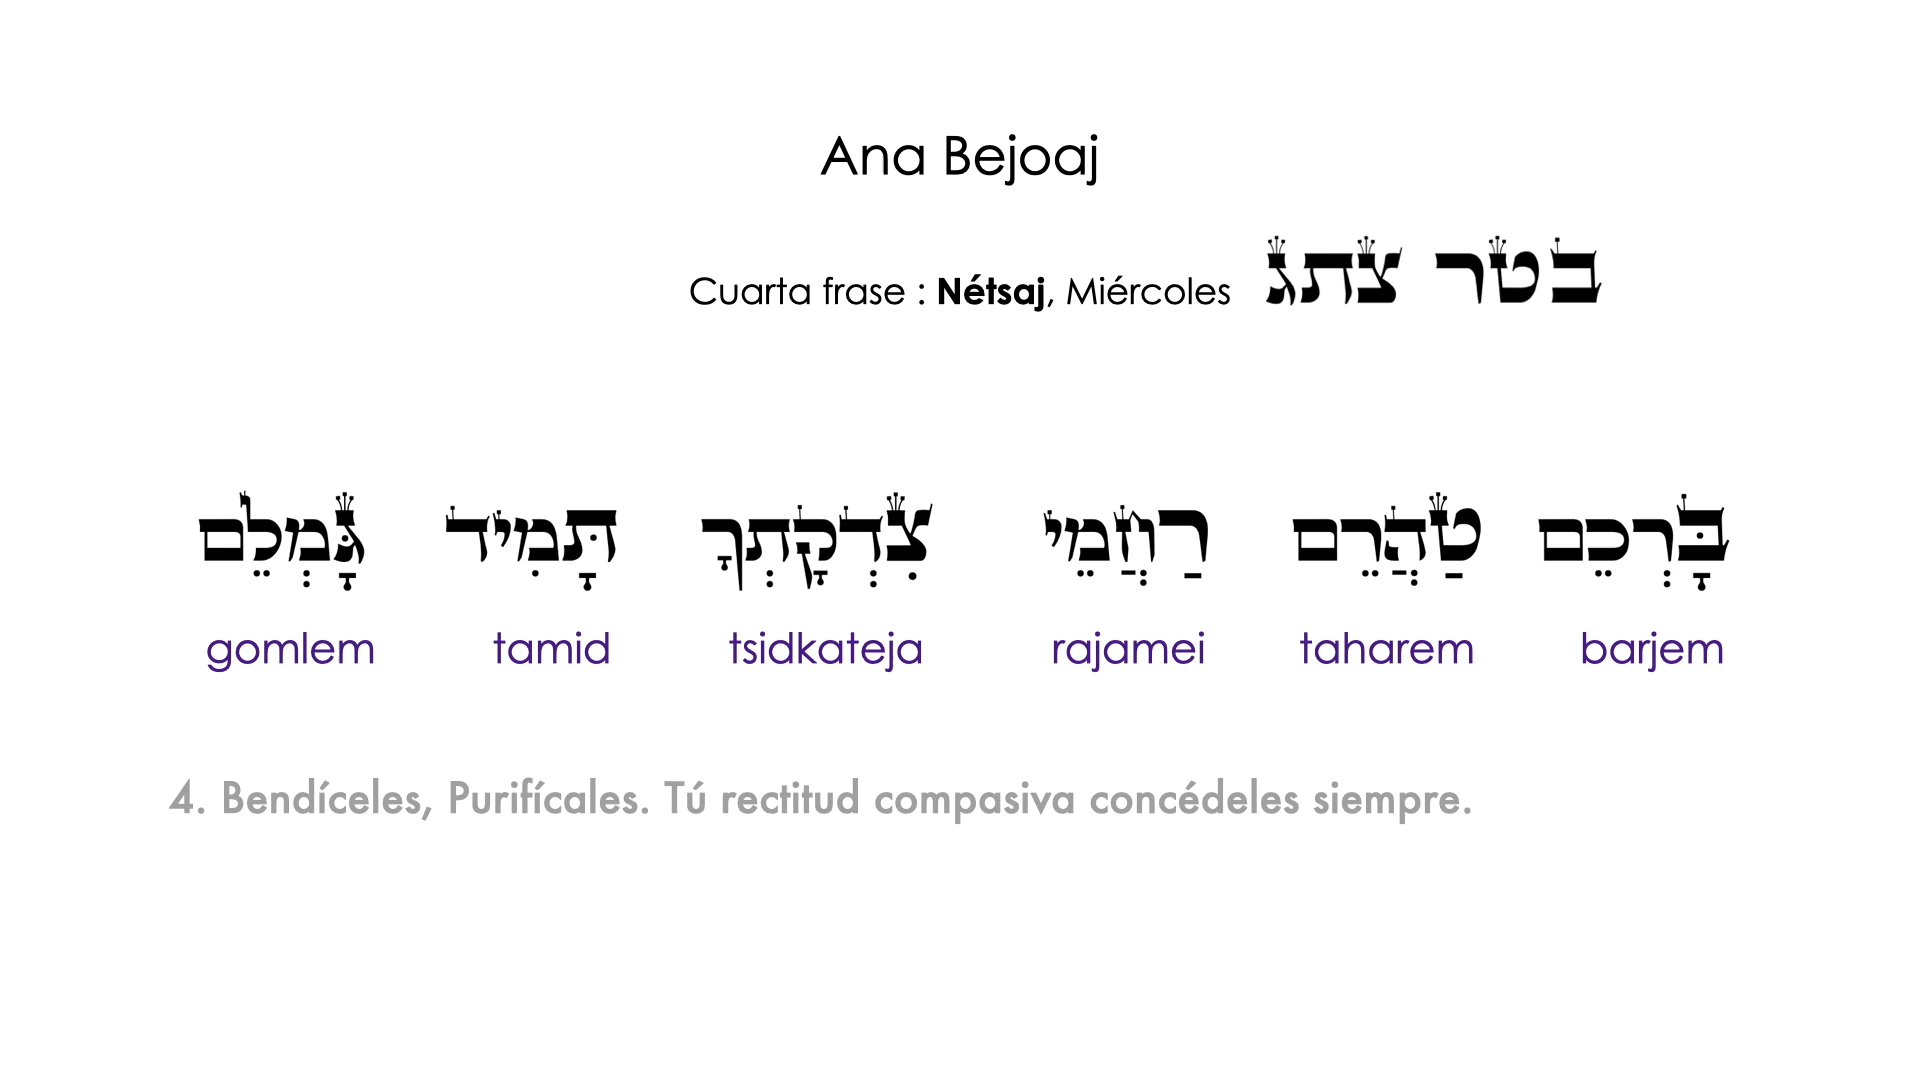 Ana Bejoaj
Cuarta frase : Nétsaj, Miércoles בטר צתג
בָּרְכֵם טַהֲרֵם רַחֲמֵי צִדְקָתְךָ תָּמִיד גָּמְלֵם
gomlem tamid tsidkateja rajamei taharem barjem
4. Bendíceles, Purifícales. Tú rectitud compasiva concédeles siempre.